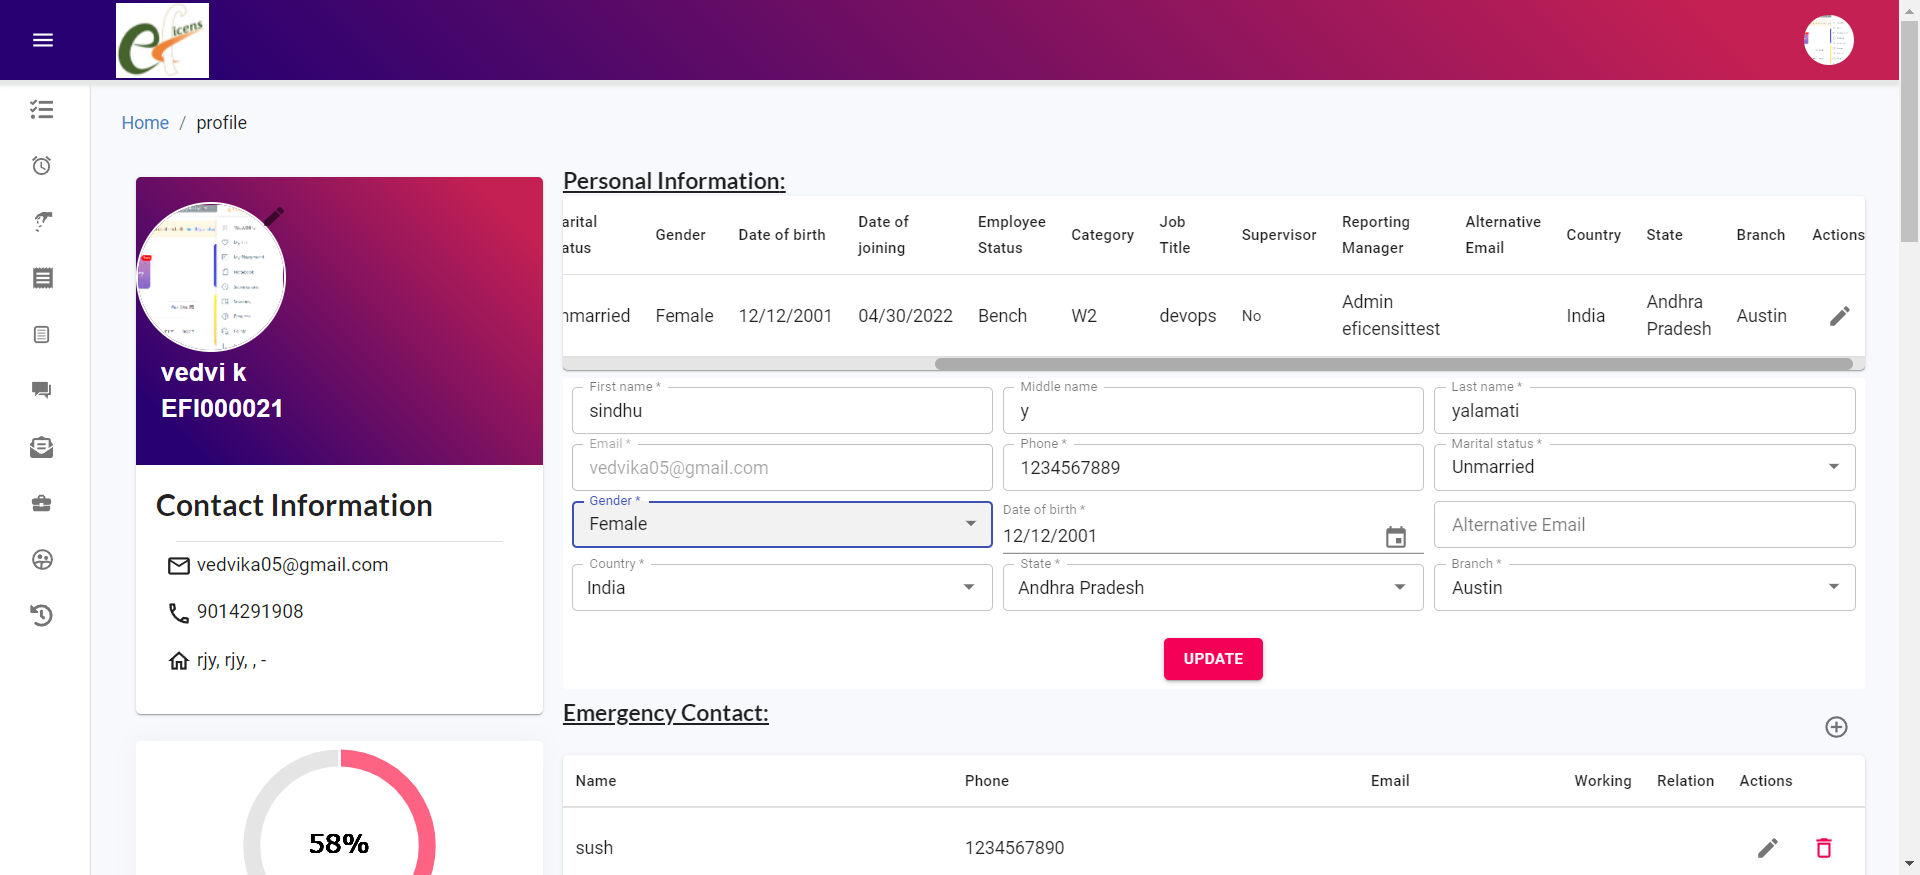 eficens
Home / profile
vedvi k
EFI000021
Contact Information
vedvika05@gmail.com
9014291908
rjy, rjy, , -
58%
Personal Information:
arital atus Gender Date of birth Date of joining Employee Status Category Job Title Supervisor Reporting Manager Alternative Email Country State Branch Actions
nmarried Female 12/12/2001 04/30/2022 Bench W2 devops No Admin eficensittest India Andhra Pradesh Austin
First name * Middle name Last name *
sindhu y yalamati
Email * Phone * Marital status *
vedvika05@gmail.com 1234567889 Unmarried
Gender * Date of birth *
Female 12/12/2001 Alternative Email
Country * State * Branch *
India Andhra Pradesh Austin
UPDATE
Emergency Contact:
Name Phone Email Working Relation Actions
sush 1234567890